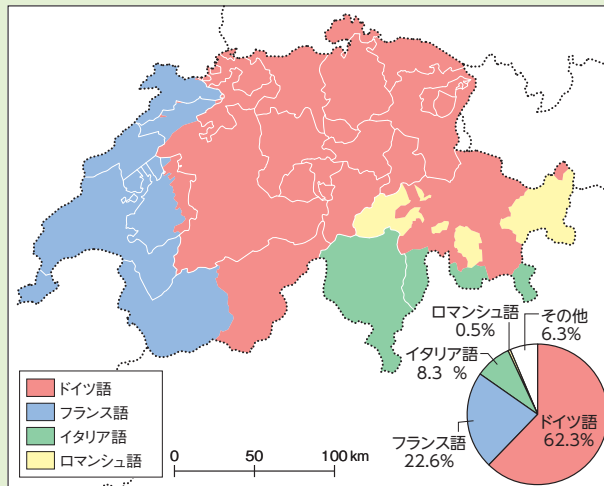 ロマンシュ語
0.5%
その他
6.3%
イタリア語
8.3 %
ドイツ語
62.3%
フランス語
22.6%
ドイツ語
フランス語
イタリア語
ロマンシュ語
0 50 100 km